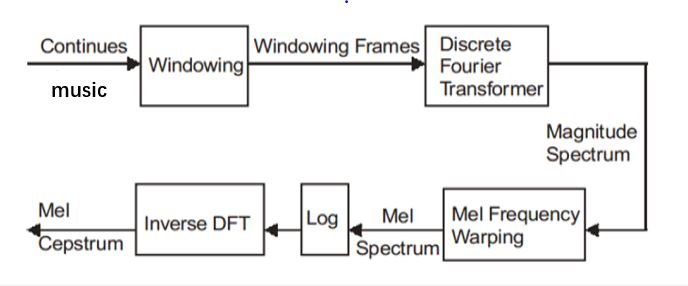 Continues
music
Windowing
Windowing Frames
Discrete
Fourier
Transformer
Magnitude
Spectrum
Mel Frequency
Warping
Mel
Spectrum
Log
Inverse DFT
Mel
Cepstrum